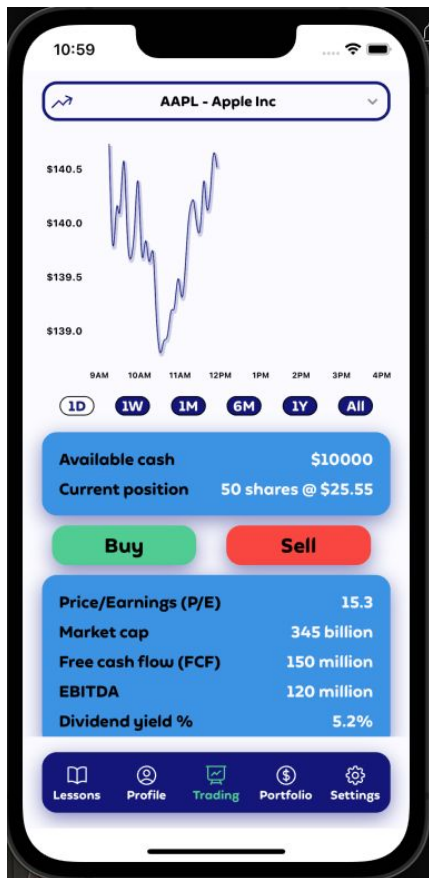 10:59
AAPL - Apple Inc
$140.5
$140.0
$139.5
$139.0
9AM 10AM 11AM 12PM 1PM 2PM 3PM 4PM
1D 1W 1M 6M 1Y All
Available cash $10000
Current position 50 shares @ $25.55
Buy Sell
Price/Earnings (P/E) 15.3
Market cap 345 billion
Free cash flow (FCF) 150 million
EBITDA 120 million
Dividend yield % 5.2%
Lessons Profile Trading Portfolio Settings